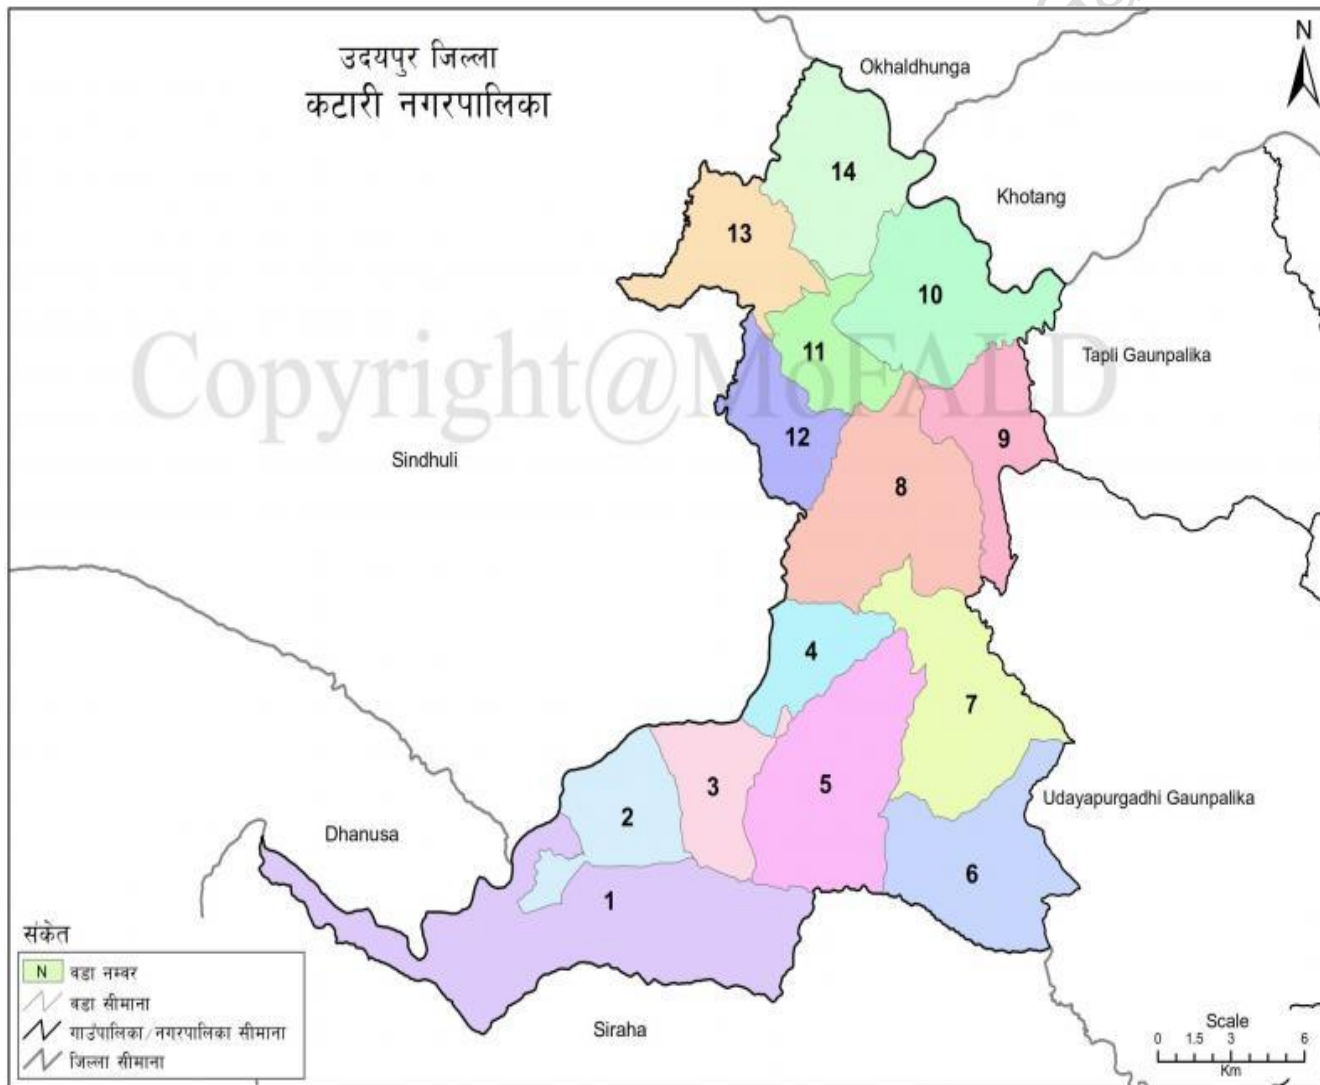 उदयपुर जिल्ला
कटारी नगरपालिका
N
Okhaldhunga
14
Khotang
13
10
11
Tapli Gaunpalika
Copyright@MoFALD
12
9
Sindhuli
8
4
7
3
5
2
Udayapurgadhi Gaunpalika
Dhanusa
6
1
संकेत
N वडा नम्बर
वडा सीमाना
गाउँपालिका/नगरपालिका सीमाना
जिल्ला सीमाना
Siraha
Scale
0 1.5 3 6
Km